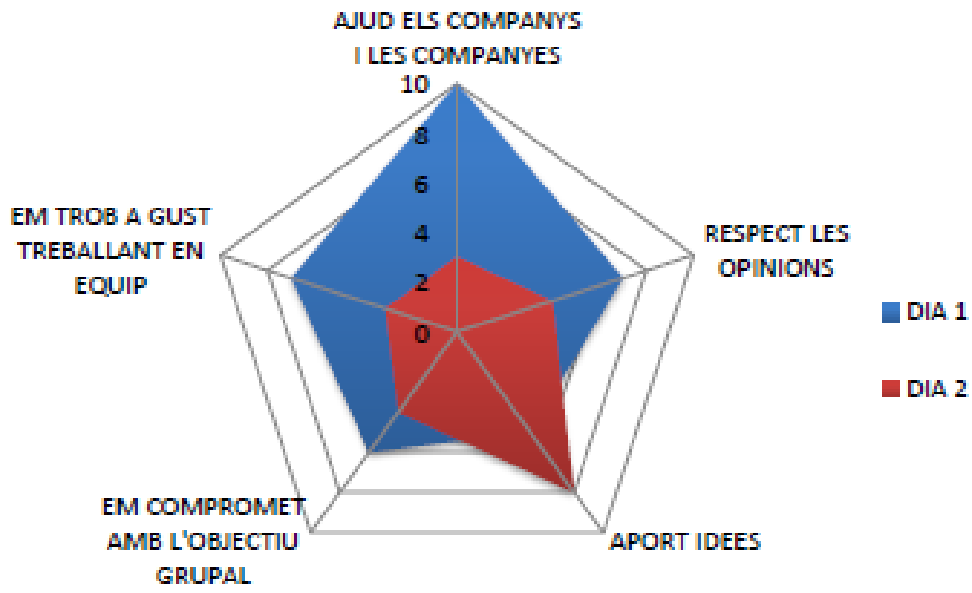 AJUD ELS COMPANYS
I LES COMPANYES
10
8
6
4
2
0
EM TROB A GUST
TREBALLANT EN
EQUIP
RESPECT LES
OPINIONS
DIA 1
DIA 2
EM COMPROMET
AMB L'OBJECTIU
GRUPAL
APORT IDEES